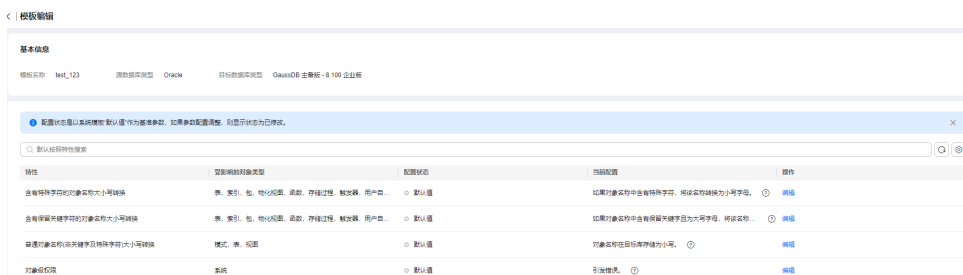 模板编辑
基本信息
模板名称 test_123 源数据库类型 Oracle 目标数据库类型 GaussDB 主备版 - 8.100 企业版
配置状态是以系统模板“默认值”作为基准参数，如果参数配置调整，则显示状态为已修改。
默认按照特性搜索
特性 受影响的对象类型 配置状态 当前配置 操作
含有特殊字符的对象名称大小写转换 表、索引、包、物化视图、函数、存储过程、触发器、用户自... 默认值 如果对象名称中含有特殊字符，将该名称转换为小写字母。 编辑
含有保留关键字符的对象名称大小写转换 表、索引、包、物化视图、函数、存储过程、触发器、用户自... 默认值 如果对象名称中含有保留关键字且为大写字母，将该名称... 编辑
普通对象名称(非关键字及特殊字符)大小写转换 模式、表、视图 默认值 对象名称在目标库存储为小写。 编辑
对象级权限 系统 默认值 引发错误。 编辑